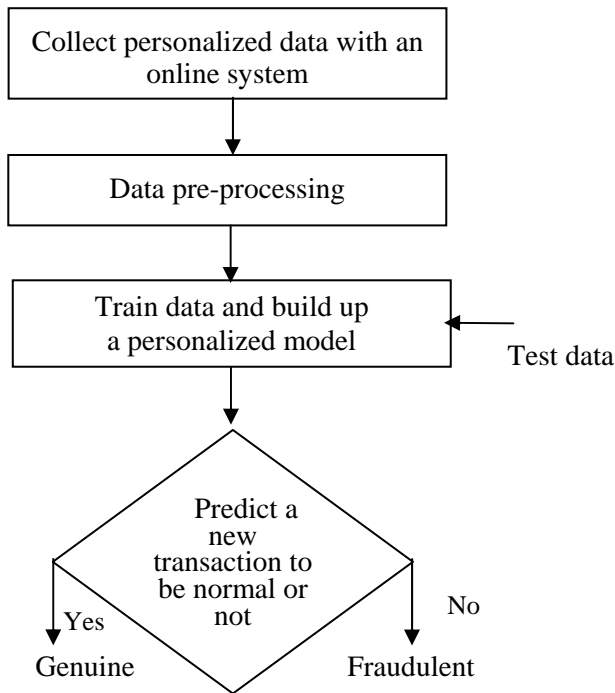 Collect personalized data with an
online system
Data pre-processing
Train data and build up
a personalized model
Test data
Predict a
new
transaction to
be normal or
not
Yes
No
Genuine
Fraudulent